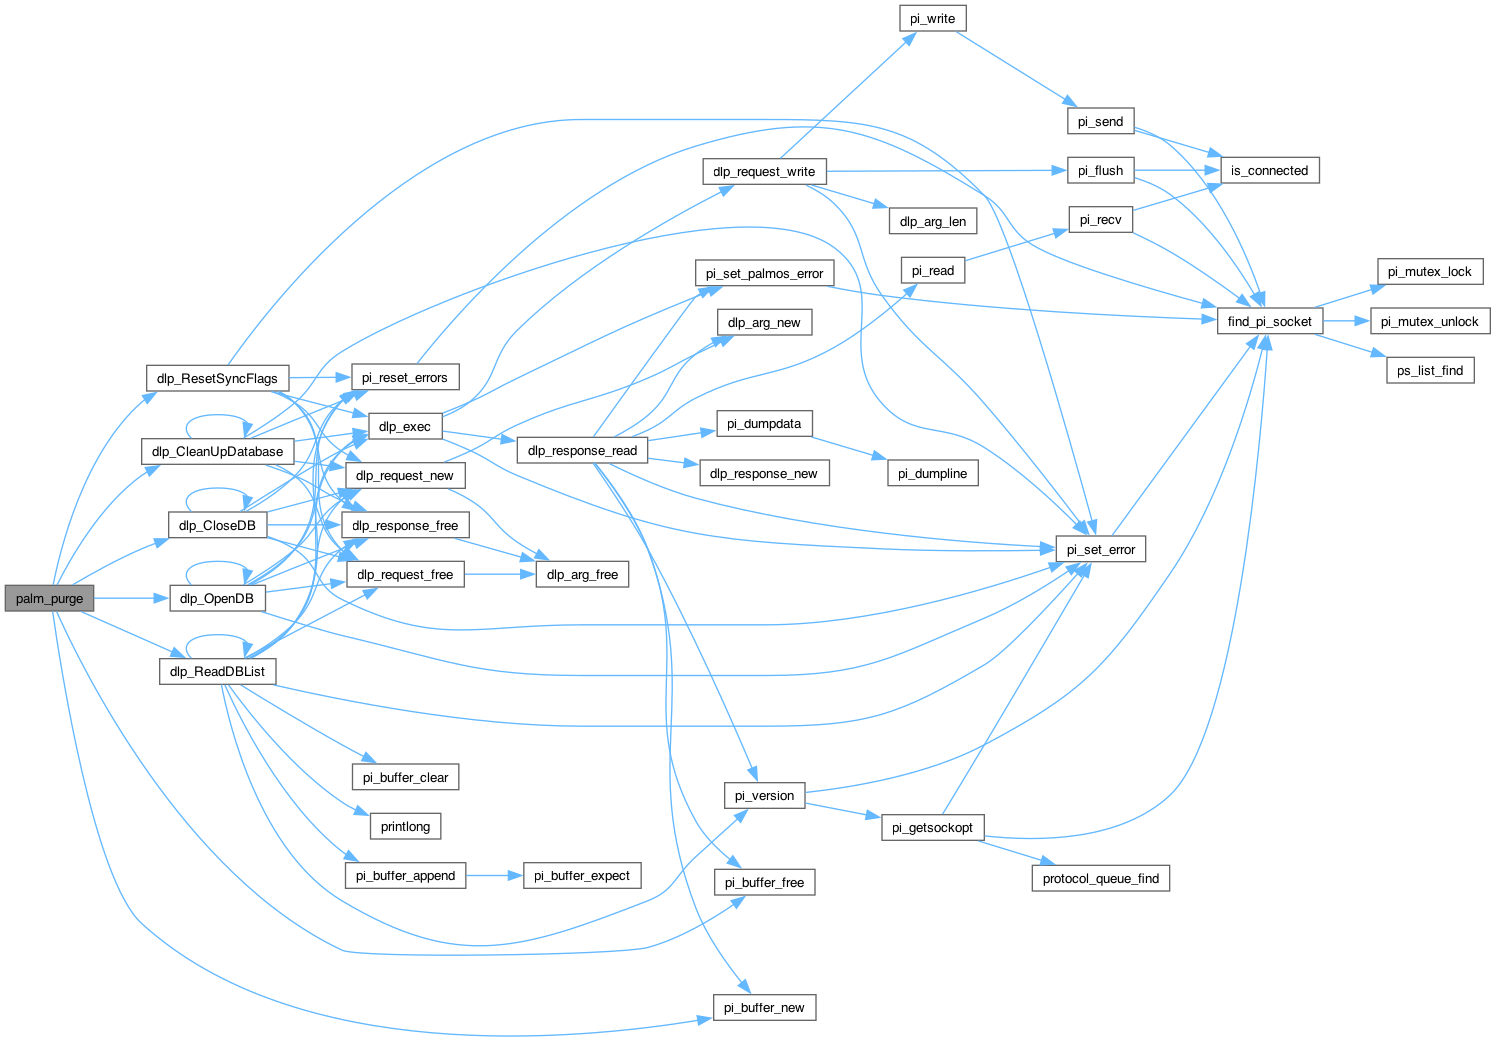 pi_write
pi_send
dlp_request_write
pi_flush
is_connected
dlp_arg_len
pi_recv
pi_set_palmos_error
pi_read
pi_mutex_lock
dlp_arg_new
find_pi_socket
pi_mutex_unlock
ps_list_find
dlp_ResetSyncFlags
pi_reset_errors
dlp_exec
pi_dumpdata
dlp_CleanUpDatabase
dlp_response_read
dlp_request_new
dlp_response_new
pi_dumpline
dlp_CloseDB
dlp_response_free
pi_set_error
dlp_request_free
dlp_arg_free
palm_purge
dlp_OpenDB
dlp_ReadDBList
pi_buffer_clear
pi_version
printlong
pi_getsockopt
pi_buffer_append
pi_buffer_expect
pi_buffer_free
protocol_queue_find
pi_buffer_new